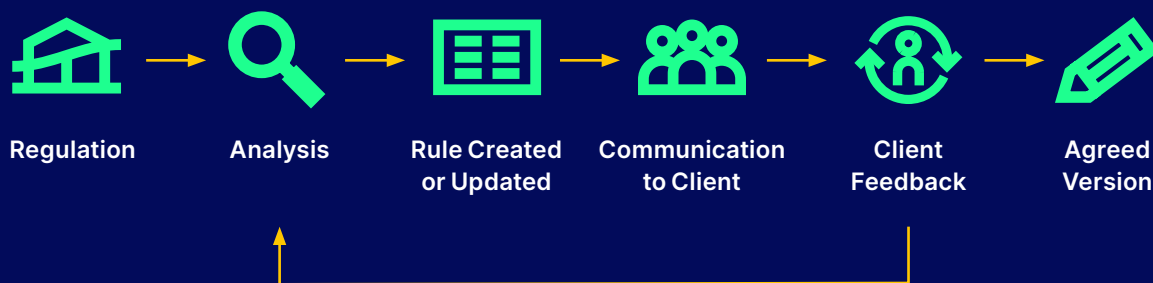 Regulation
Analysis
Rule Created
or Updated
Communication
to Client
Client
Feedback
Agreed
Version